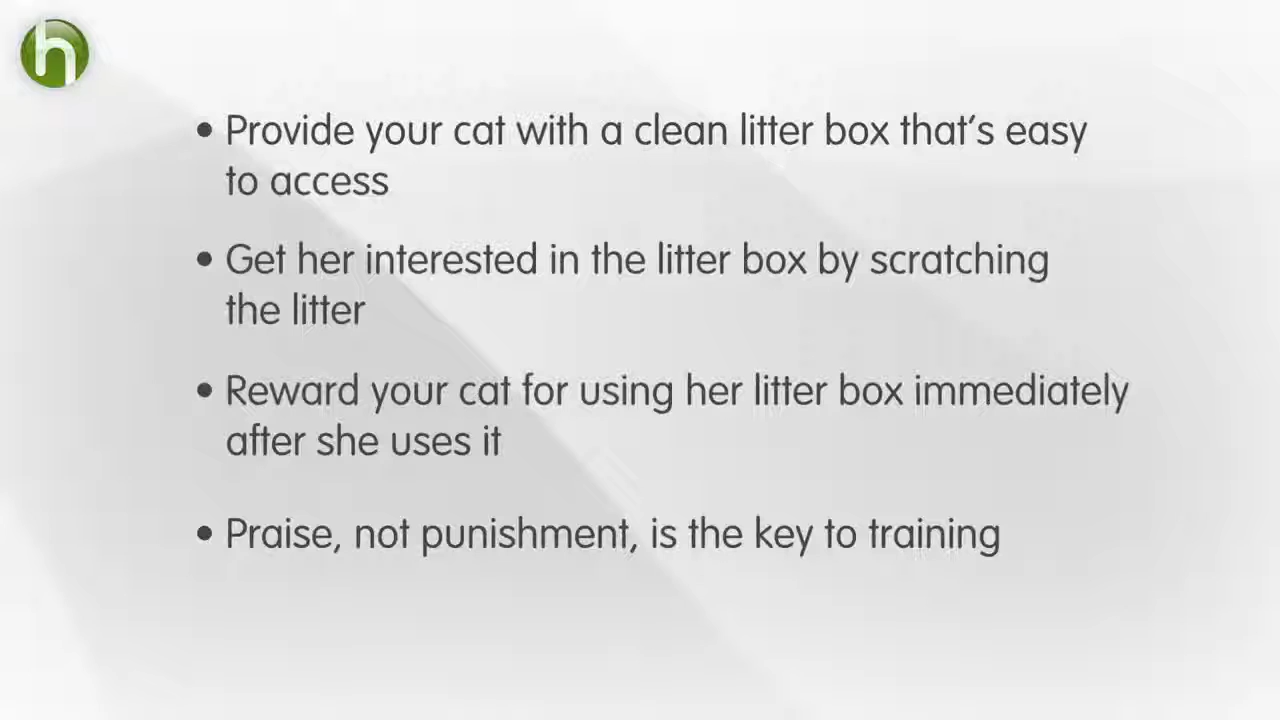 h
• Provide your cat with a clean litter box that's easy
to access
• Get her interested in the litter box by scratching
the litter
• Reward your cat for using her litter box immediately
after she uses it
• Praise, not punishment, is the key to training